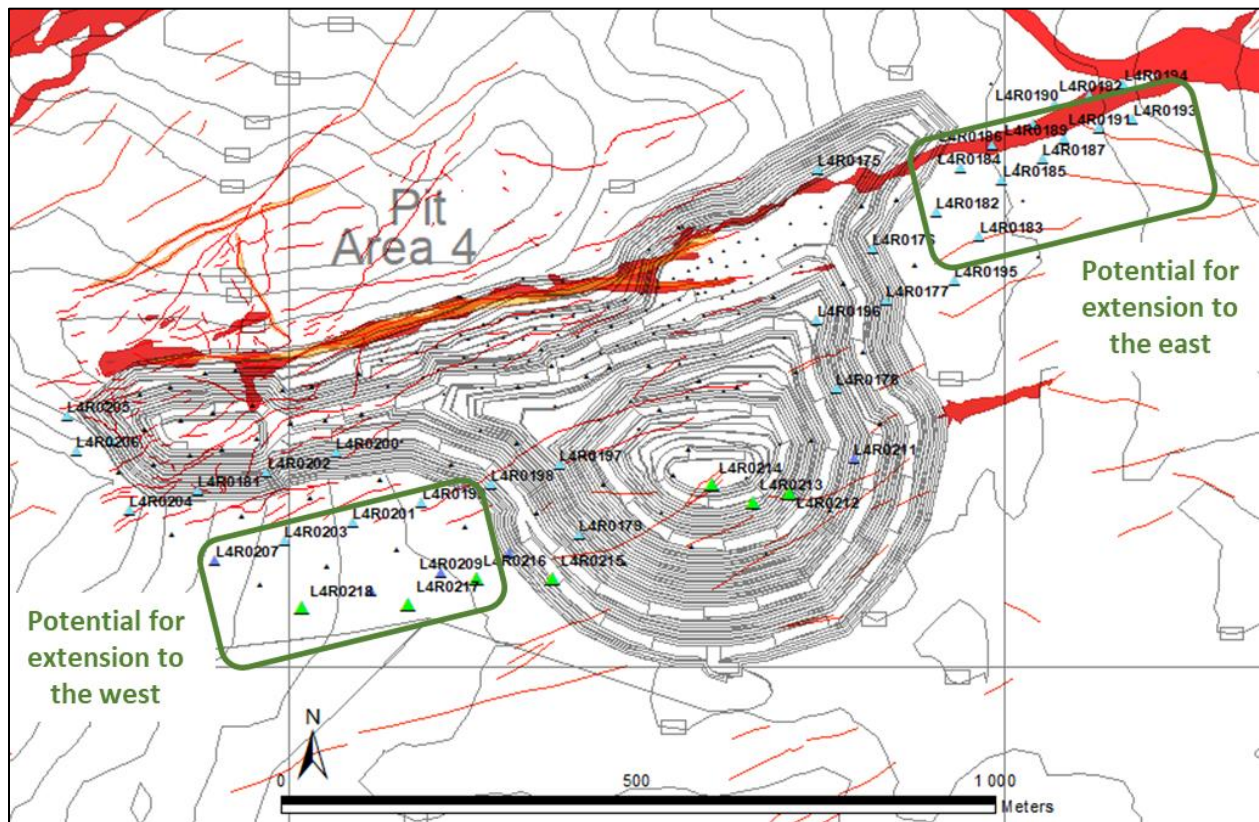 L4R0194
L4R0192
L4R0190
L4R0193
L4R0191
L4R0189
L4R0186
L4R0187
L4R0184
L4R0185
L4R0175
L4R0182
L4R0183
L4R0176
L4R0195
L4R0177
L4R0196
Pit
Area 4
Potential for
extension to
the east
L4R0178
L4R0205
L4R0206
L4R0200
L4R0202
L4R0197
L4R0198
L4R0211
L4R0214
L4R0213
L4R0212
L4R0181
L4R0204
L4R0201
L4R0203
L4R0179
L4R0207
L4R0209
L4R0216
L4R0215
L4R0218
L4R0217
Potential for
extension to
the west
N
0 500 1 000
Meters